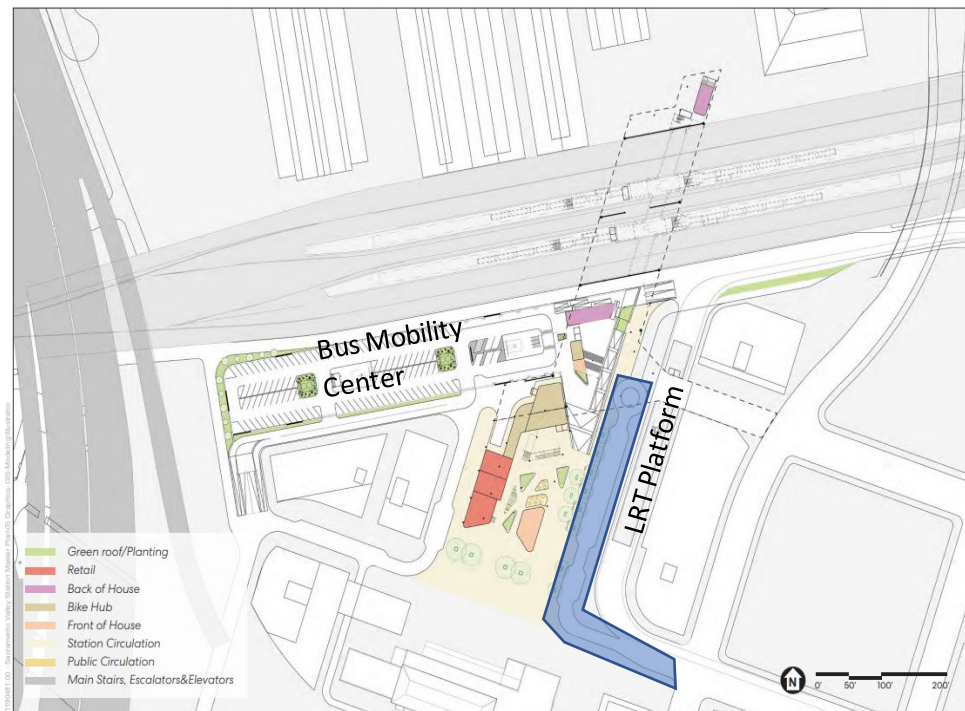 Bus Mobility
Center
LRT Platform
Green roof/Planting
Retail
Back of House
Bike Hub
Front of House
Station Circulation
Public Circulation
Main Stairs, Escalators&Elevators
N
0' 50' 100' 200'